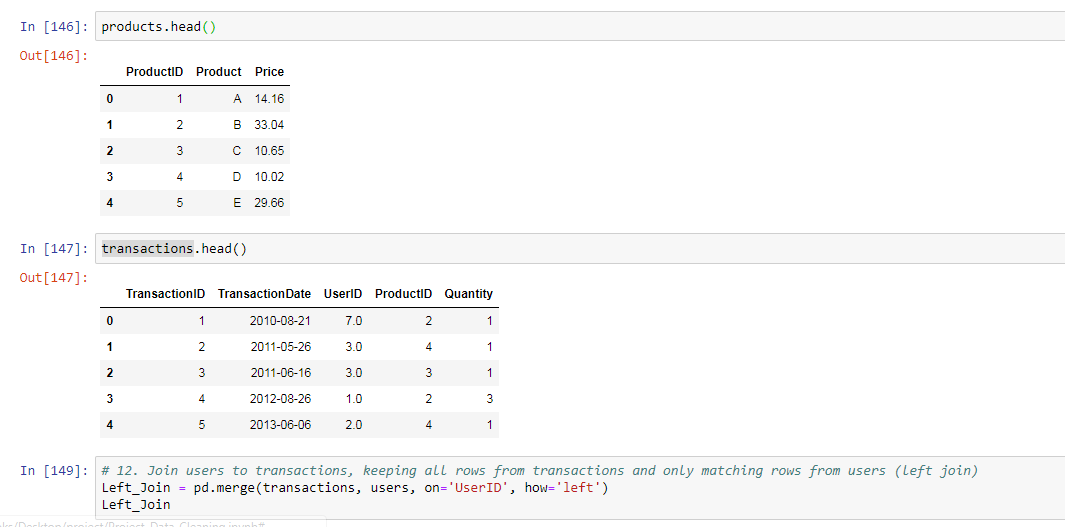 In [146]: products.head()
Out[146]:
ProductID Product Price
0 1 A 14.16
1 2 B 33.04
2 3 C 10.65
3 4 D 10.02
4 5 E 29.66
In [147]: transactions.head()
Out[147]:
TransactionID TransactionDate UserID ProductID Quantity
0 1 2010-08-21 7.0 2 1
1 2 2011-05-26 3.0 4 1
2 3 2011-06-16 3.0 3 1
3 4 2012-08-26 1.0 2 3
4 5 2013-06-06 2.0 4 1
In [149]: # 12. Join users to transactions, keeping all rows from transactions and only matching rows from users (left join)
Left_Join = pd.merge(transactions, users, on='UserID', how='left')
Left_Join